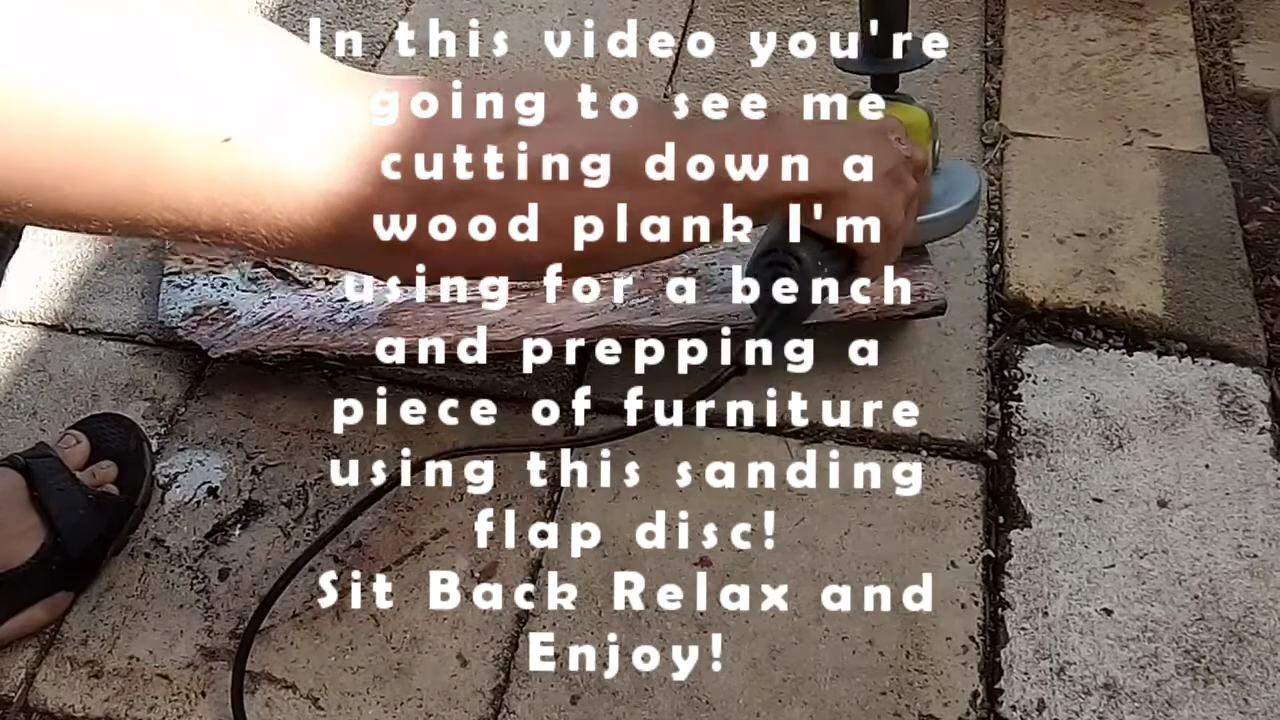 In this video you're
going to see me
cutting down a
wood plank I'm
using for a bench
and prepping a
piece of furniture
using this sanding
flap disc!
Sit Back Relax and
Enjoy!